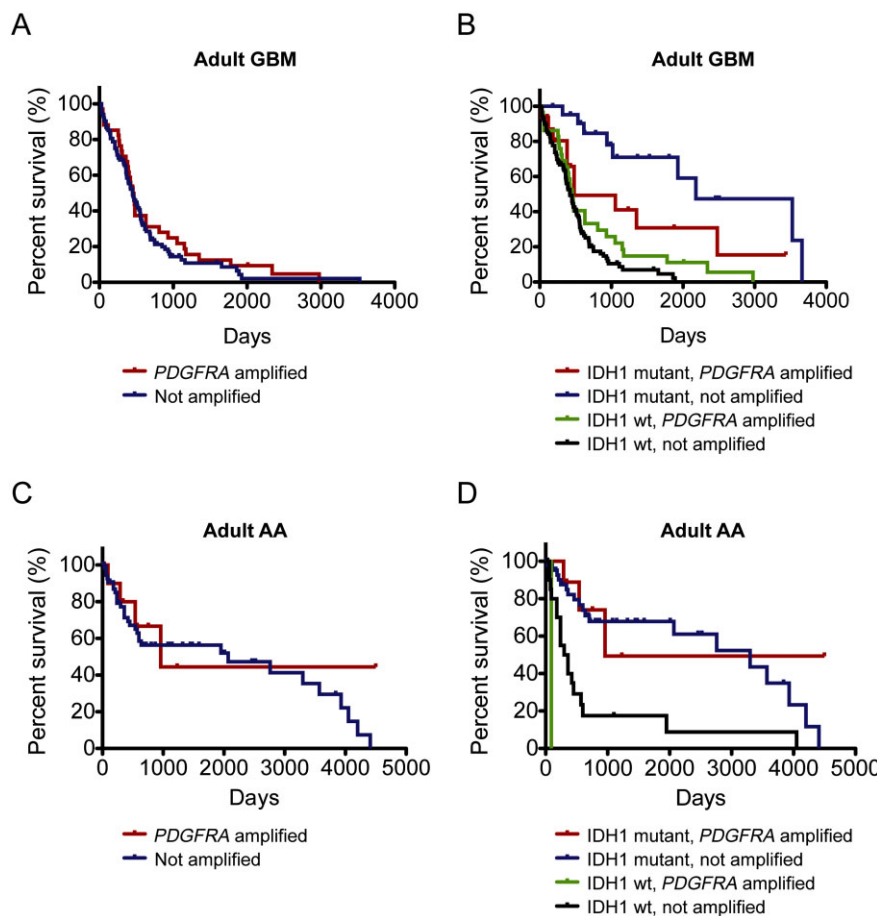 A
Adult GBM
Percent survival (%)
100
80
60
40
20
0
0 1000 2000 3000 4000
Days
PDGFRA amplified
Not amplified
B
Adult GBM
Percent survival (%)
100
80
60
40
20
0
0 1000 2000 3000 4000
Days
IDH1 mutant, PDGFRA amplified
IDH1 mutant, not amplified
IDH1 wt, PDGFRA amplified
IDH1 wt, not amplified
C
Adult AA
Percent survival (%)
100
80
60
40
20
0
0 1000 2000 3000 4000 5000
Days
PDGFRA amplified
Not amplified
D
Adult AA
Percent survival (%)
100
80
60
40
20
0
0 1000 2000 3000 4000 5000
Days
IDH1 mutant, PDGFRA amplified
IDH1 mutant, not amplified
IDH1 wt, PDGFRA amplified
IDH1 wt, not amplified